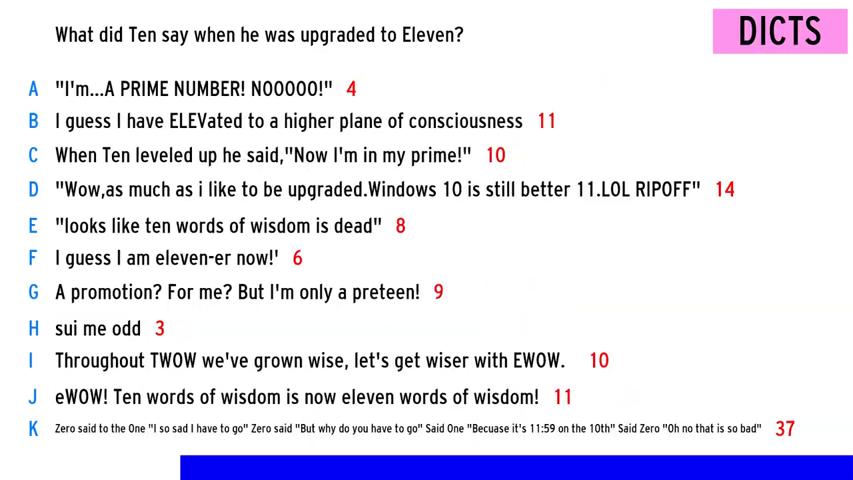 What did Ten say when he was upgraded to Eleven?
DICTS
A "I'm...A PRIME NUMBER! NOOOOO!" 4
B I guess I have ELEVated to a higher plane of consciousness 11
C When Ten leveled up he said,"Now I'm in my prime!" 10
D "Wow,as much as i like to be upgraded.Windows 10 is still better 11.LOL RIPOFF" 14
E "looks like ten words of wisdom is dead" 8
F I guess I am eleven-er now!' 6
G A promotion? For me? But I'm only a preteen! 9
H sui me odd 3
I Throughout TWOW we've grown wise, let's get wiser with EWOW. 10
J eWOW! Ten words of wisdom is now eleven words of wisdom! 11
K Zero said to the One "I so sad I have to go" Zero said "But why do you have to go" Said One "Becuase it's 11:59 on the 10th" Said Zero "Oh no that is so bad" 37